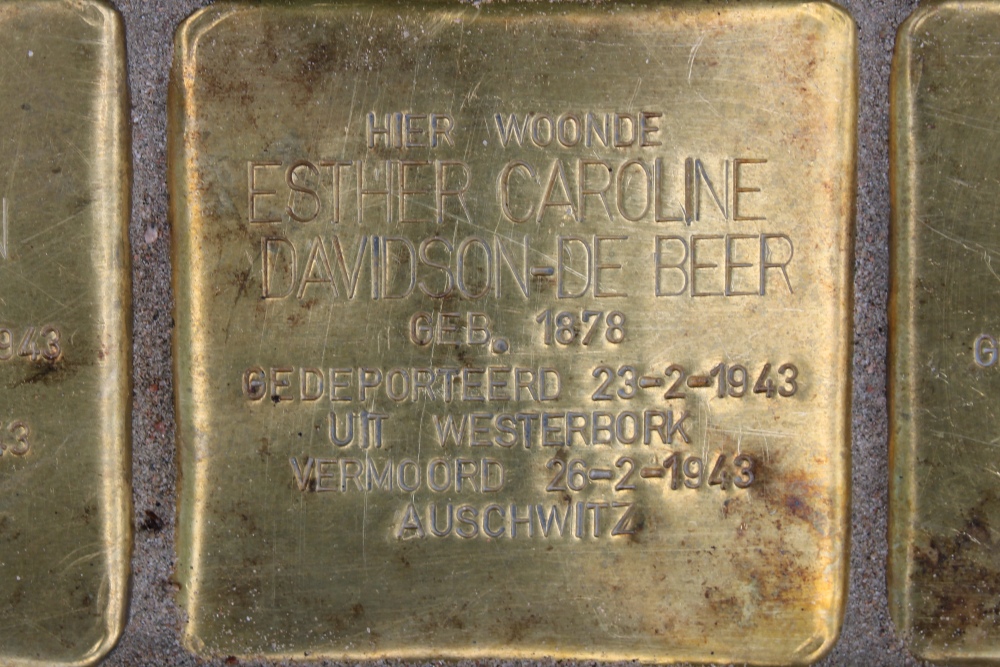 HIER WOONDE
ESTHER CAROLINE
DAVIDSON-DE BEER
GEB. 1878
GEDEPORTEERD 23-2-1943
UIT WESTERBORK
VERMOORD 26-2-1943
AUSCHWITZ